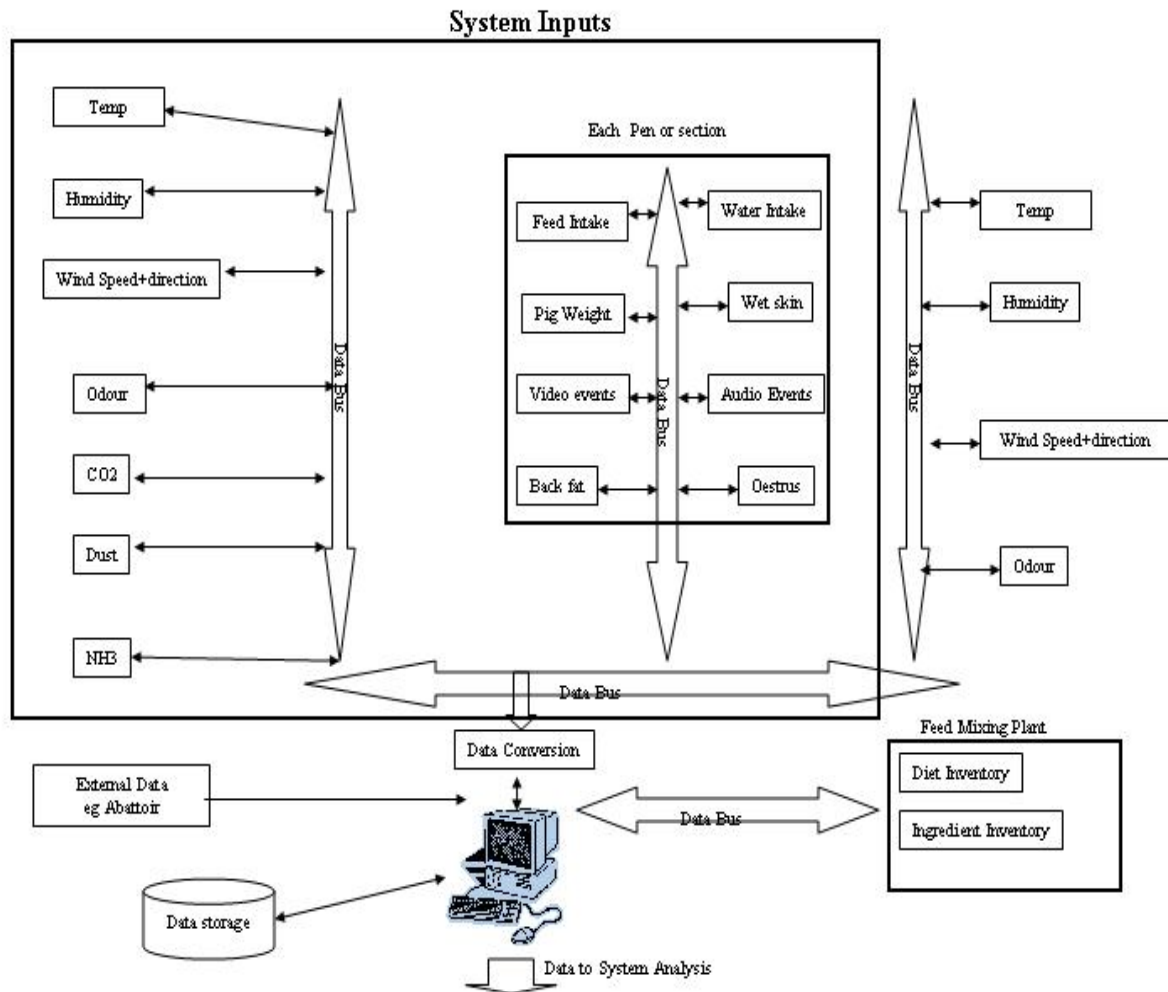 System Inputs
Temp
Humidity
Wind Speed+direction
Odour
CO2
Dust
NH3
Data Bus
Each Pen or section
Feed Intake
Water Intake
Pig Weight
Wet skin
Video events
Audio Events
Back fat
Oestrus
Data Bus
Data Bus
Temp
Humidity
Wind Speed+direction
Odour
Data Bus
Data Conversion
External Data
eg Abattoir
Data storage
Data Bus
Feed Mixing Plant
Diet Inventory
Ingredient Inventory
Data to System Analysis